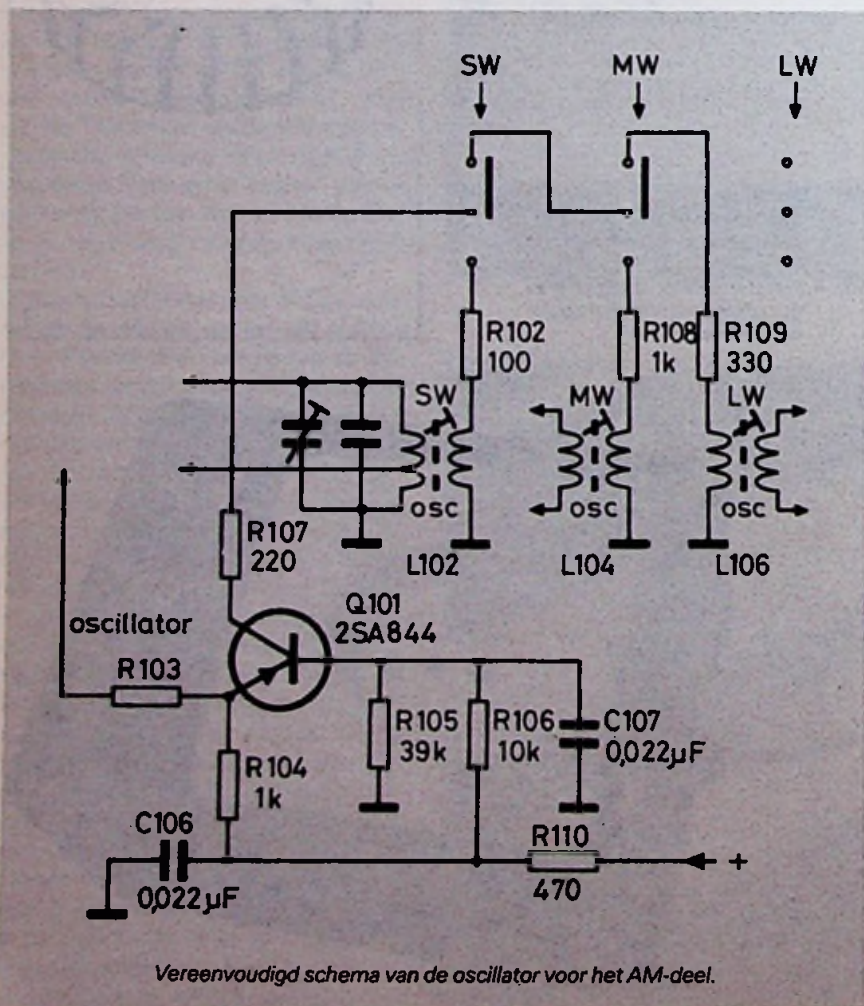 SW MW LW
R102
100
R108
1k
R109
330
SW MW LW
osc osc osc
L102 L104 L106
R107
220
Q101
2SA844
oscillator
R103
R105
39k
R106
10k
C107
0,022µF
R104
1k
C106
0,022µF
R110
470
+
Vereenvoudigd schema van de oscillator voor het AM-deel.